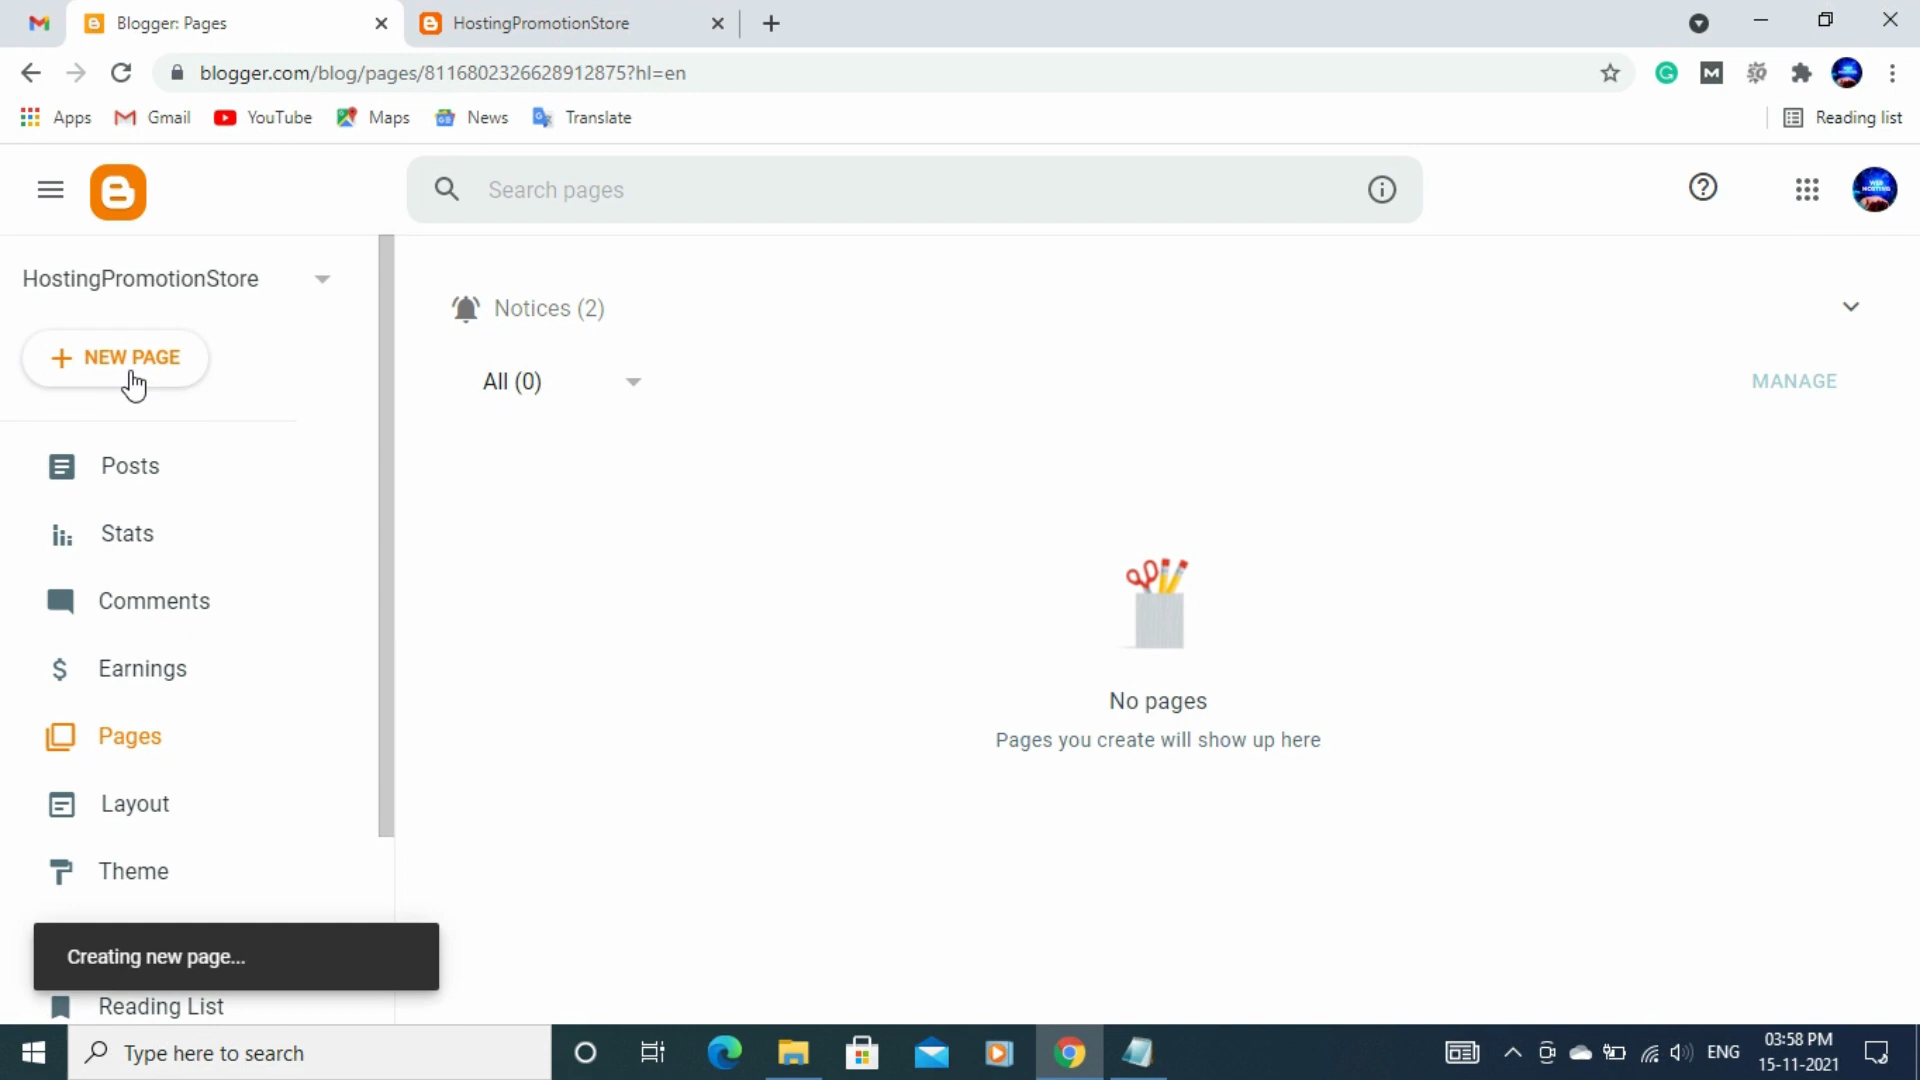 Blogger: Pages
HostingPromotionStore
blogger.com/blog/pages/8116802326628912875?hl=en
Apps
Gmail
YouTube
Maps
News
Translate
Reading list
Search pages
HostingPromotionStore
NEW PAGE
Posts
Stats
Comments
Earnings
Pages
Layout
Theme
Creating new page...
Reading List
Notices (2)
All (0)
MANAGE
No pages
Pages you create will show up here
Type here to search
ENG
03:58 PM
15-11-2021